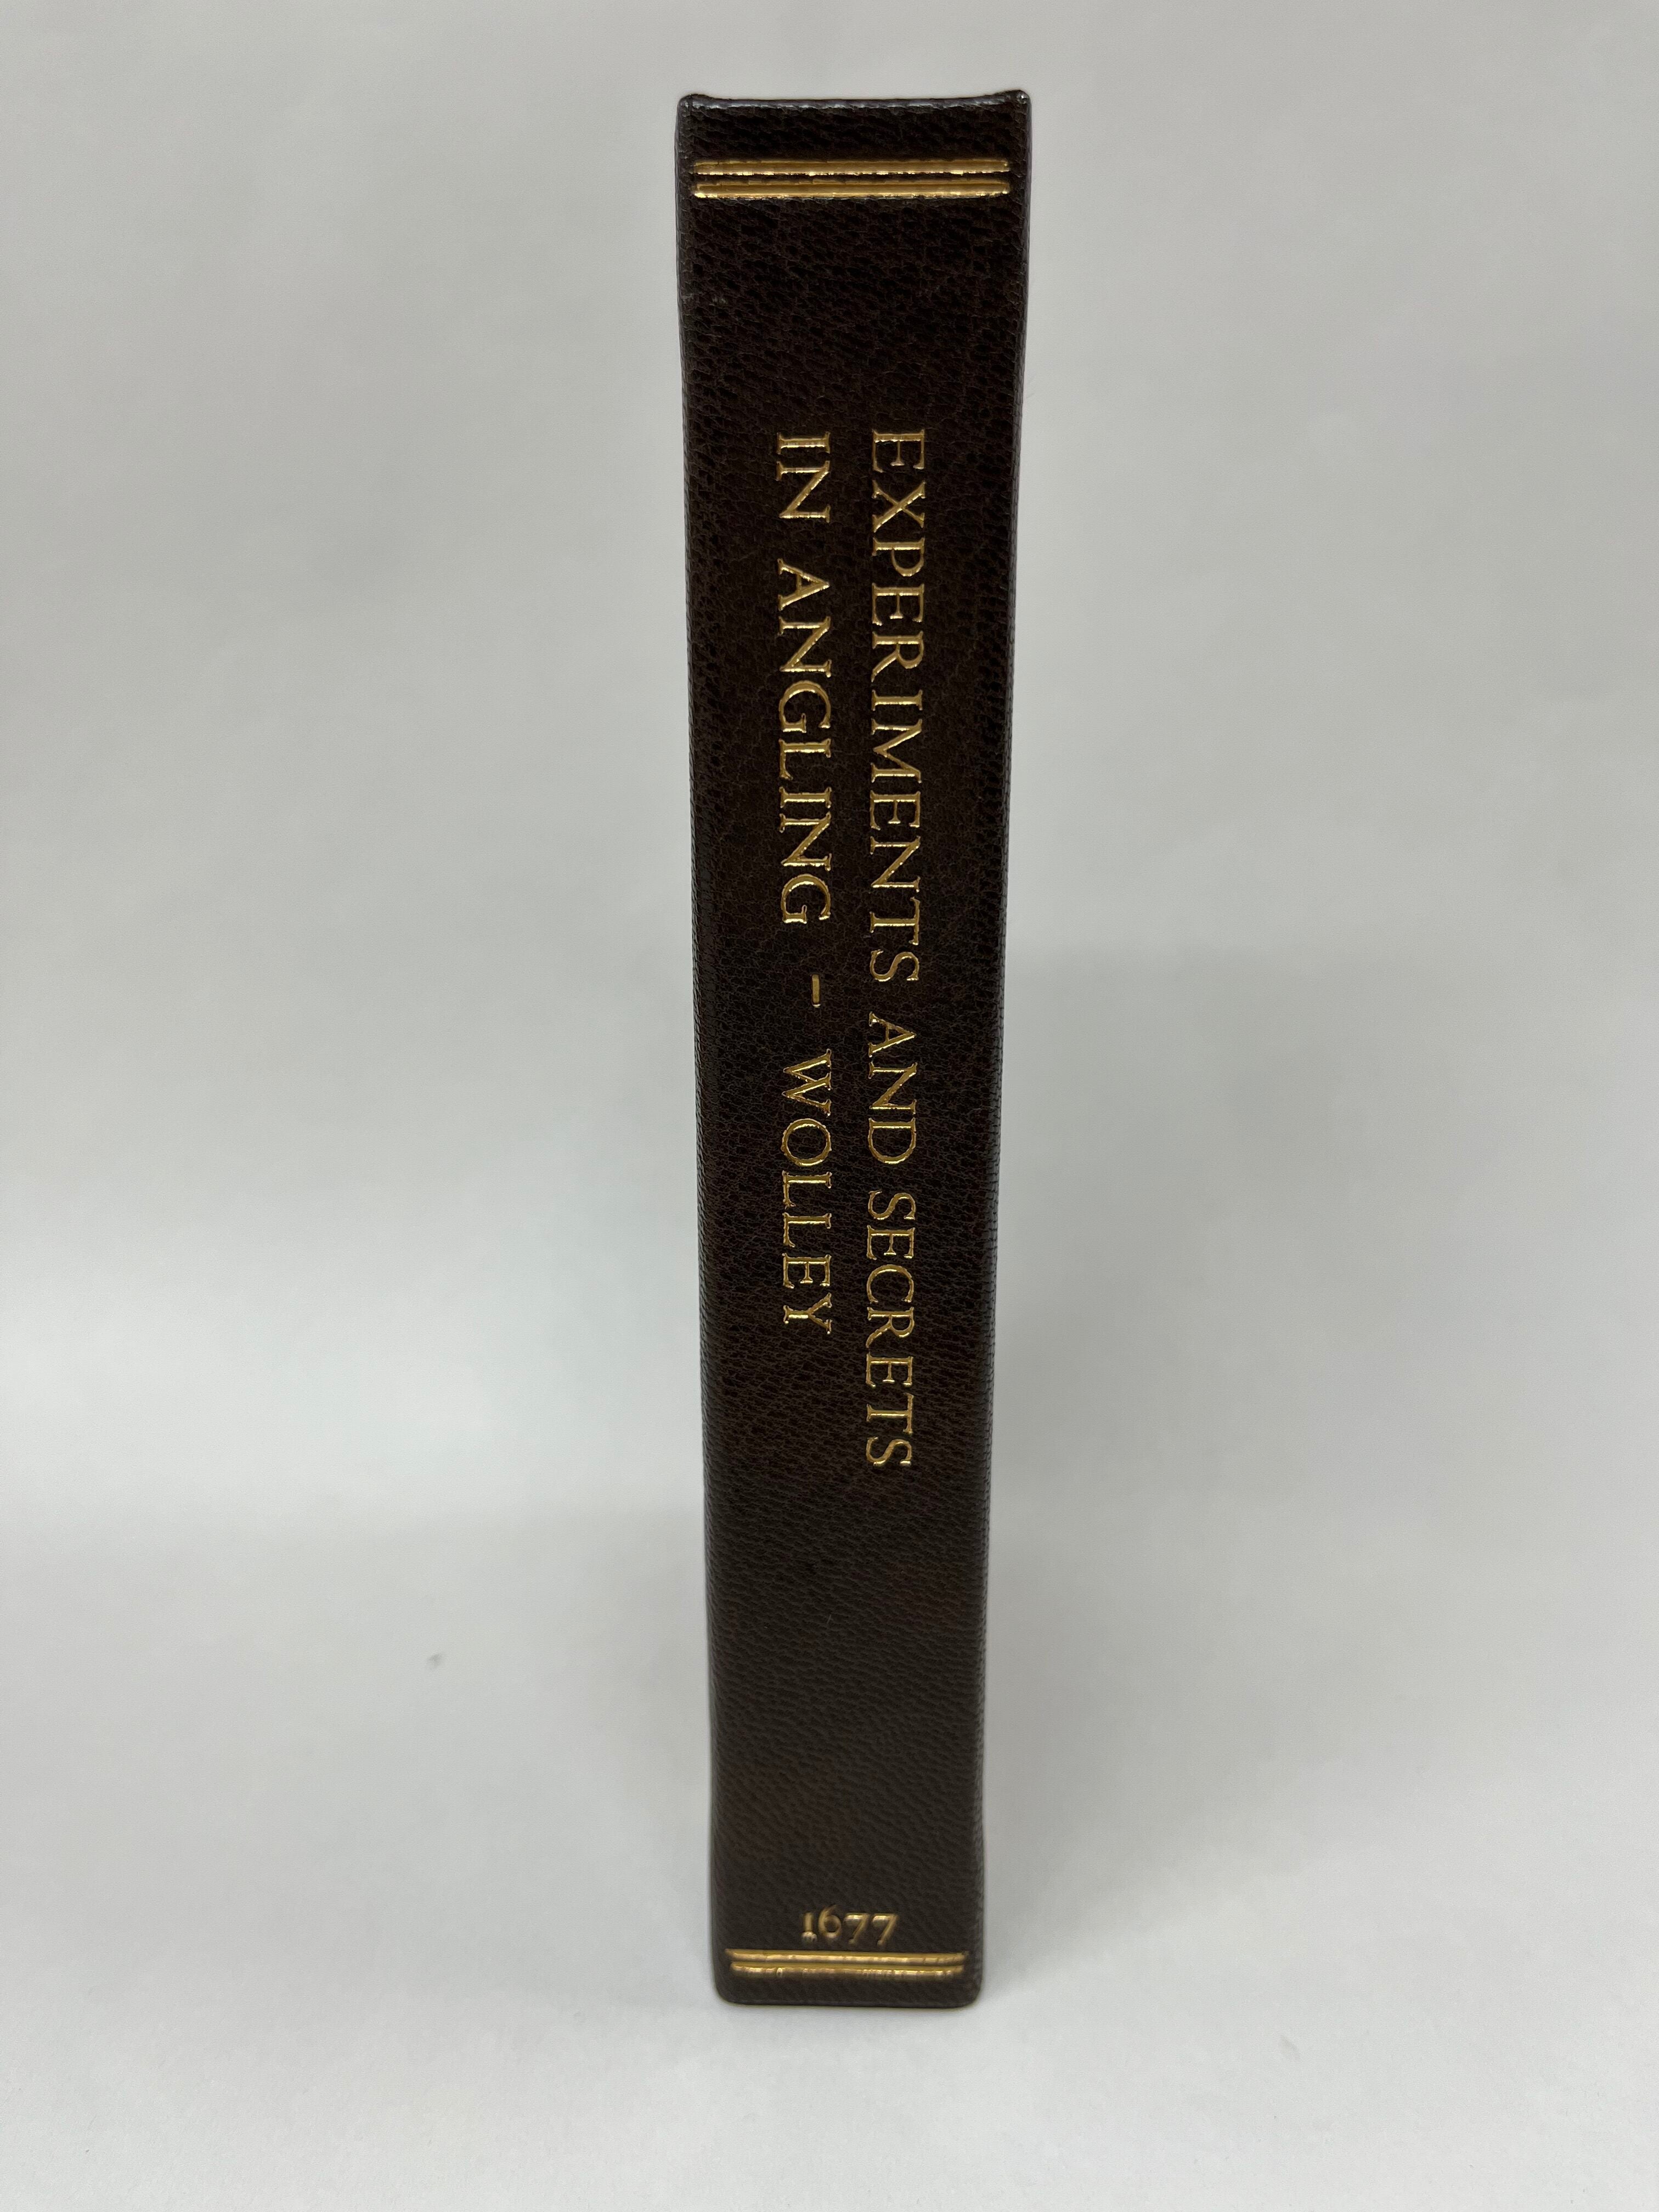 EXPERIMENTS AND SECRETS
IN ANGLING - WOLLEY
1677